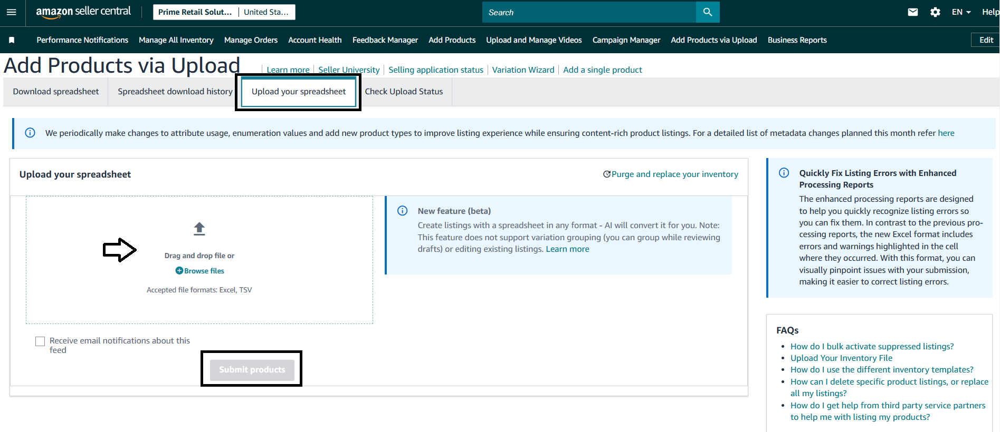 amazon seller central
Prime Retail Solut... United Sta...
Search
EN
Help
Performance Notifications Manage All Inventory Manage Orders Account Health Feedback Manager Add Products Upload and Manage Videos Campaign Manager Add Products via Upload Business Reports
Edit
Add Products via Upload
Learn more Seller University Selling application status Variation Wizard Add a single product
Download spreadsheet Spreadsheet download history Upload your spreadsheet Check Upload Status
We periodically make changes to attribute usage, enumeration values and add new product types to improve listing experience while ensuring content-rich product listings. For a detailed list of metadata changes planned this month refer here
Upload your spreadsheet
Purge and replace your inventory
Drag and drop file or
Browse files
Accepted file formats: Excel, TSV
New feature (beta)
Create listings with a spreadsheet in any format - AI will convert it for you. Note:
This feature does not support variation grouping (you can group while reviewing
drafts) or editing existing listings. Learn more
Receive email notifications about this
feed
Submit products
Quickly Fix Listing Errors with Enhanced
Processing Reports
The enhanced processing reports are designed
to help you quickly recognize listing errors so
you can fix them. In contrast to the previous pro-
cessing reports, the new Excel format includes
errors and warnings highlighted in the cell
where they occurred. With this format, you can
visually pinpoint issues with your submission,
making it easier to correct listing errors.
FAQs
How do I bulk activate suppressed listings?
Upload Your Inventory File
How do I use the different inventory templates?
How can I delete specific product listings, or replace
all my listings?
How do I get help from third party service partners
to help me with listing my products?